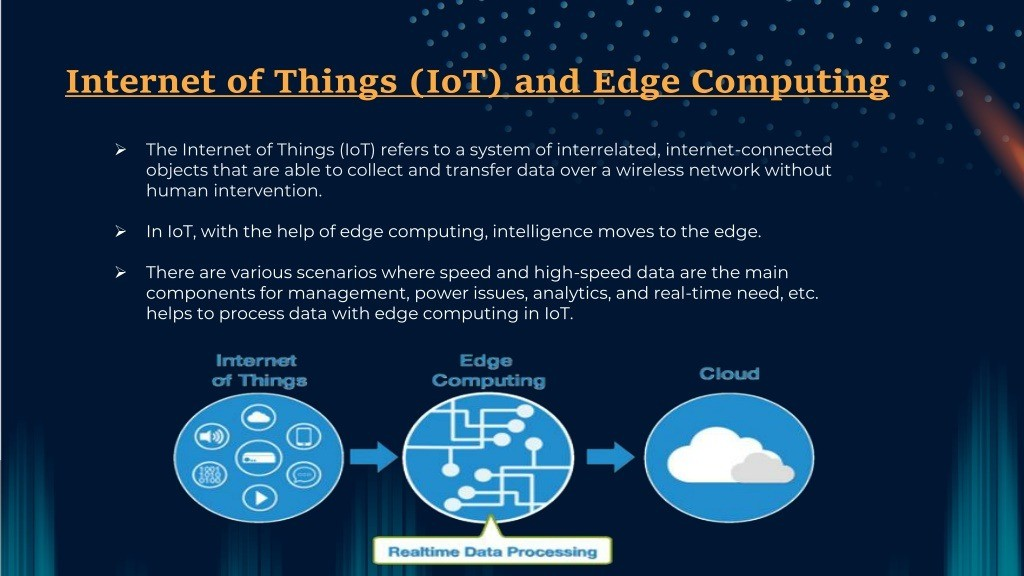 Internet of Things (IoT) and Edge Computing
➢ The Internet of Things (IoT) refers to a system of interrelated, internet-connected
objects that are able to collect and transfer data over a wireless network without
human intervention.
➢ In IoT, with the help of edge computing, intelligence moves to the edge.
➢ There are various scenarios where speed and high-speed data are the main
components for management, power issues, analytics, and real-time need, etc.
helps to process data with edge computing in IoT.
Internet
of Things
Edge
Computing
Cloud
1001
1010
0100
Realtime Data Processing